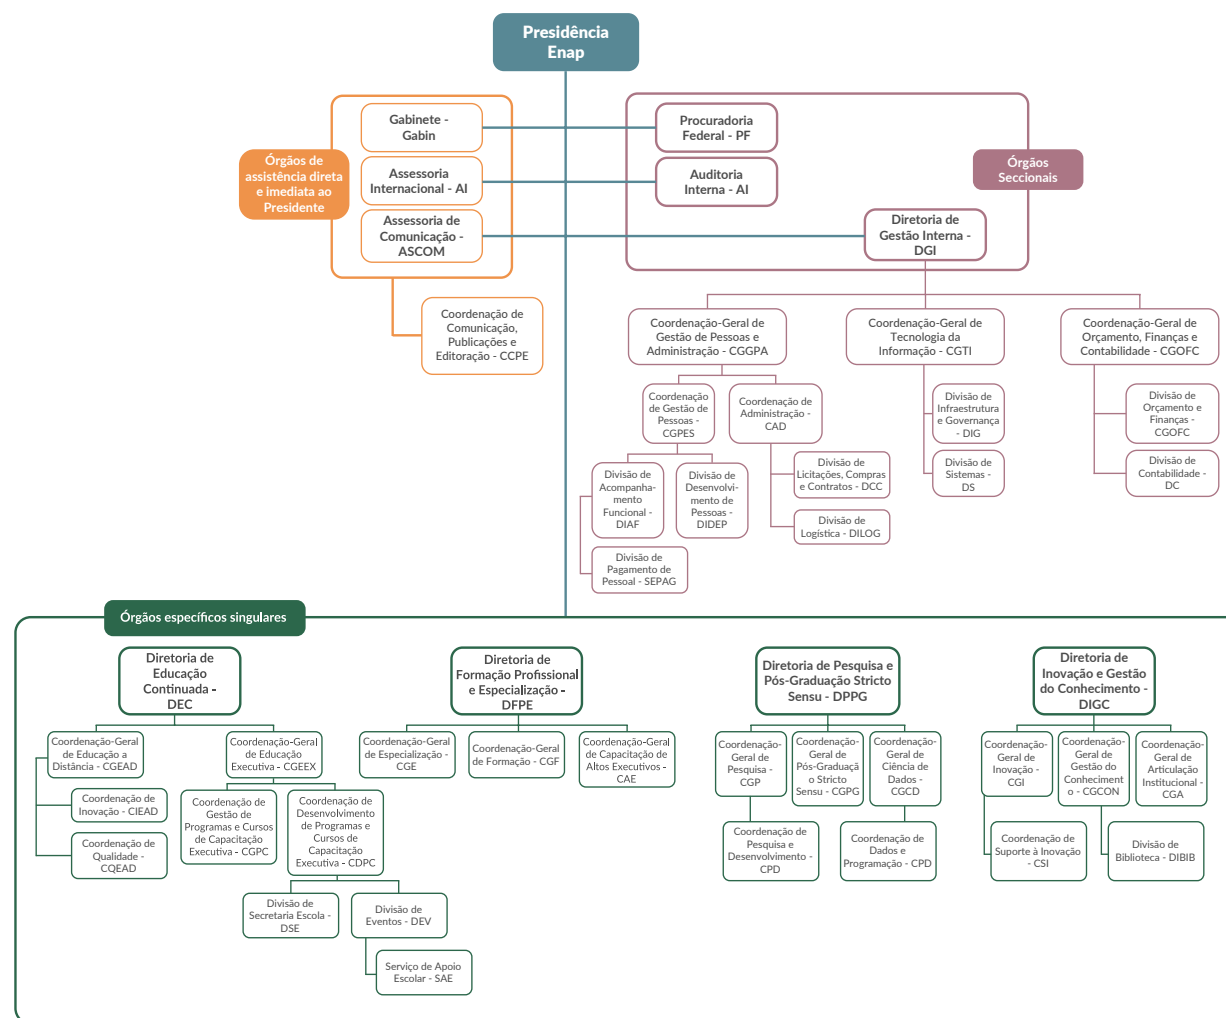 Presidência
Enap
Gabinete -
Gabin
Assessoria
Internacional - AI
Assessoria de
Comunicação -
ASCOM
Órgãos de
assistência direta
e imediata ao
Presidente
Coordenação de
Comunicação,
Publicações e
Editoração - CCPE
Procuradoria
Federal - PF
Auditoria
Interna - AI
Órgãos
Seccionais
Diretoria de
Gestão Interna -
DGI
Coordenação-Geral de
Gestão de Pessoas e
Administração - CGGPA
Coordenação-Geral de
Tecnologia da
Informação - CGTI
Coordenação-Geral de
Orçamento, Finanças e
Contabilidade - CGOFC
Coordenação
de Gestão de
Pessoas -
CGPES
Coordenação de
Administração -
CAD
Divisão de
Infraestrutura
e Governança -
DIG
Divisão de
Orçamento e
Finanças -
CGOFC
Divisão de
Acompanha-
mento
Funcional -
DIAF
Divisão de
Desenvolvi-
mento de
Pessoas -
DIDEP
Divisão de
Licitações, Compras
e Contratos - DCC
Divisão de
Sistemas -
DS
Divisão de
Contabilidade -
DC
Divisão de
Logística - DILOG
Divisão de
Pagamento de
Pessoal - SEPAG
Órgãos específicos singulares
Diretoria de
Educação
Continuada -
DEC
Diretoria de
Formação Profissional
e Especialização -
DFPE
Diretoria de Pesquisa e
Pós-Graduação Stricto
Sensu - DPPG
Diretoria de
Inovação e Gestão
do Conhecimento -
DIGC
Coordenação-Geral
de Educação a
Distância - CGEAD
Coordenação-Geral
de Educação
Executiva - CGEEX
Coordenação-Geral
de Especialização -
CGE
Coordenação-Geral
de Formação - CGF
Coordenação-Geral
de Capacitação de
Altos Executivos -
CAE
Coordenação-
Geral de
Pesquisa -
CGP
Coordenação-
Geral de
Pós-Graduaçã
o Stricto
Sensu - CGPG
Coordenação-
Geral de
Ciência de
Dados -
CGCD
Coordenação-
Geral de
Inovação -
CGI
Coordenação-
Geral de
Gestão do
Conheciment
o - CGCON
Coordenação-
Geral de
Articulação
Institucional -
CGA
Coordenação de
Inovação - CIEAD
Coordenação de
Qualidade -
CQEAD
Coordenação de
Gestão de
Programas e Cursos
de Capacitação
Executiva - CGPC
Coordenação de
Desenvolvimento
de Programas e
Cursos de
Capacitação
Executiva - CDPC
Coordenação de
Pesquisa e
Desenvolvimento -
CPD
Coordenação de
Dados e
Programação - CPD
Coordenação de
Suporte à Inovação
- CSI
Divisão de
Biblioteca - DIBIB
Divisão de
Secretaria Escola -
DSE
Divisão de
Eventos - DEV
Serviço de Apoio
Escolar - SAE